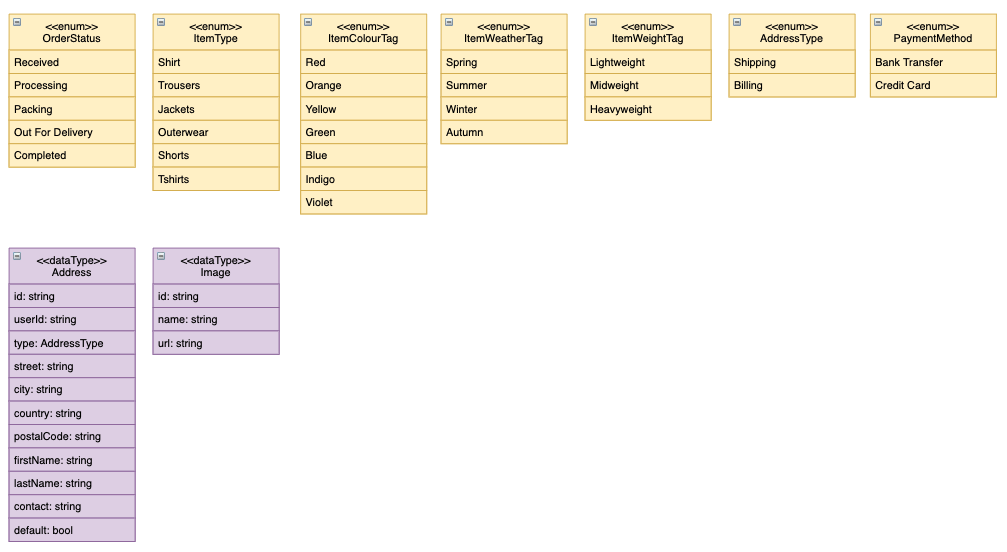 <<enum>>
OrderStatus
Received
Processing
Packing
Out For Delivery
Completed
<<enum>>
ItemType
Shirt
Trousers
Jackets
Outerwear
Shorts
Tshirts
<<enum>>
ItemColourTag
Red
Orange
Yellow
Green
Blue
Indigo
Violet
<<enum>>
ItemWeatherTag
Spring
Summer
Winter
Autumn
<<enum>>
ItemWeightTag
Lightweight
Midweight
Heavyweight
<<enum>>
AddressType
Shipping
Billing
<<enum>>
PaymentMethod
Bank Transfer
Credit Card
<<dataType>>
Address
id: string
userId: string
type: AddressType
street: string
city: string
country: string
postalCode: string
firstName: string
lastName: string
contact: string
default: bool
<<dataType>>
Image
id: string
name: string
url: string